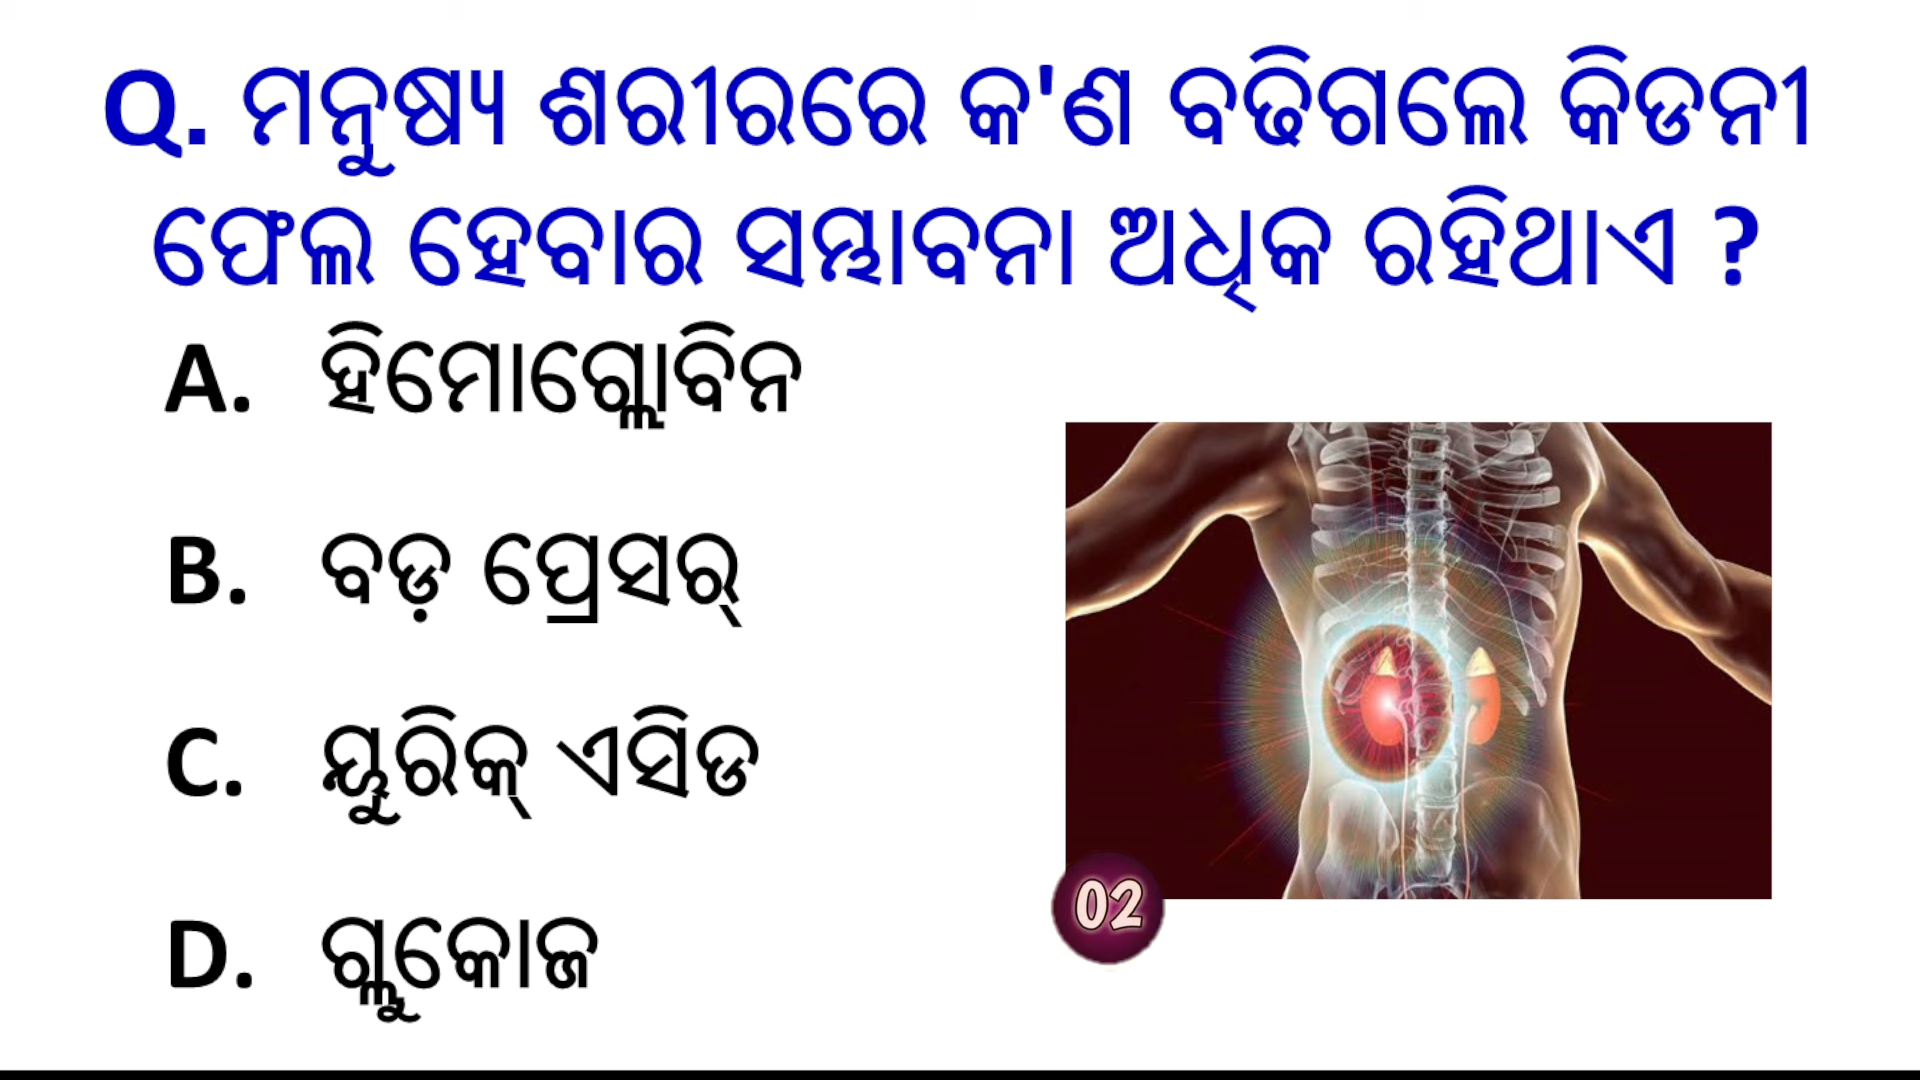 Q. ମନୁଷ୍ୟ ଶରୀରରେ କ'ଣ ବଢିଗଲେ କିଡନୀ
ଫେଲ ହେବାର ସମ୍ଭାବନା ଅଧିକ ରହିଥାଏ ?
A. ହିମୋଗ୍ଲୋବିନ
B. ବଡ଼ ପ୍ରେସର୍
C. ୟୁରିକ୍ ଏସିଡ
D. ଗ୍ଲୁକୋଜ
02